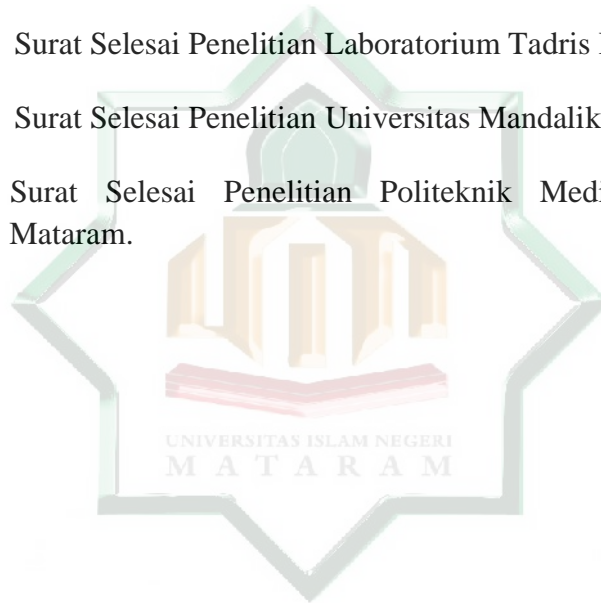 Surat Selesai Penelitian Laboratorium Tadris
Surat Selesai Penelitian Universitas Mandalik
Surat Selesai Penelitian Politeknik Medi
Mataram.
UNIVERSITAS ISLAM NEGERI
MATARAM